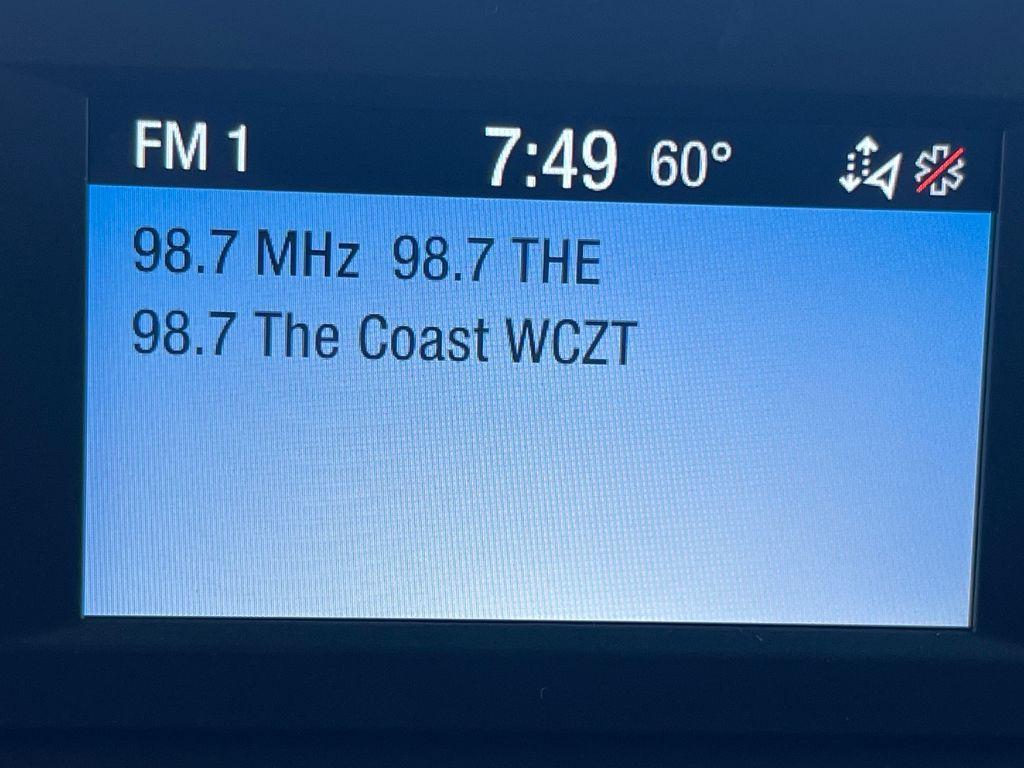 FM 1 7:49 60°
98.7 MHz 98.7 THE
98.7 The Coast WCZT